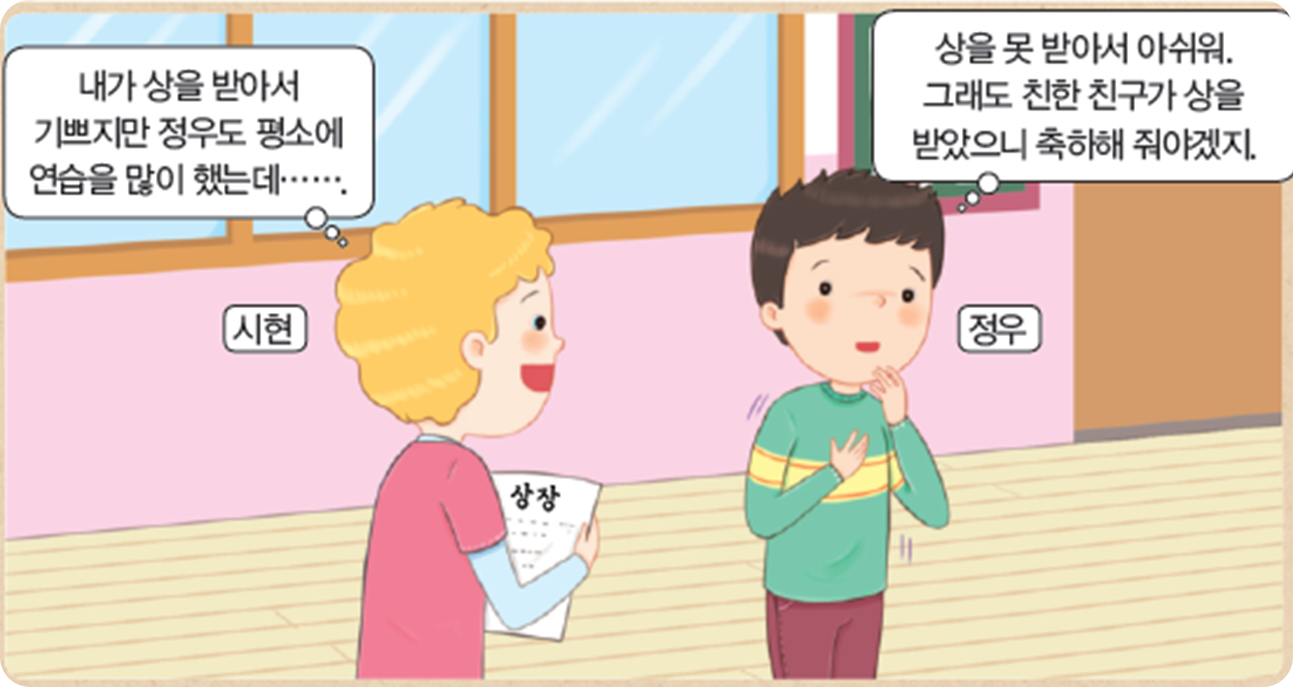 내가 상을 받아서
기쁘지만 정우도 평소에
연습을 많이 했는데…….
상을 못 받아서 아쉬워.
그래도 친한 친구가 상을
받았으니 축하해 줘야겠지.
시현
정우
상장